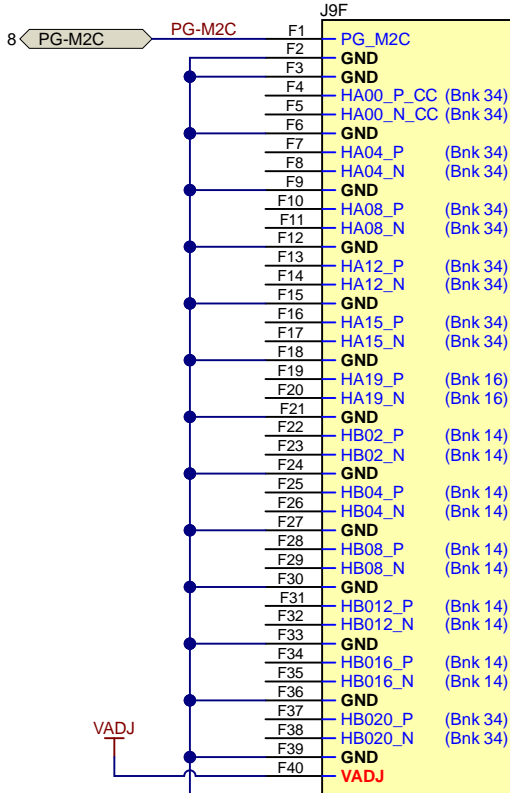 J9F
8 PG-M2C PG-M2C F1 PG_M2C
F2 GND
F3 GND
F4 HA00_P_CC (Bnk 34)
F5 HA00_N_CC (Bnk 34)
F6 GND
F7 HA04_P (Bnk 34)
F8 HA04_N (Bnk 34)
F9 GND
F10 HA08_P (Bnk 34)
F11 HA08_N (Bnk 34)
F12 GND
F13 HA12_P (Bnk 34)
F14 HA12_N (Bnk 34)
F15 GND
F16 HA15_P (Bnk 34)
F17 HA15_N (Bnk 34)
F18 GND
F19 HA19_P (Bnk 16)
F20 HA19_N (Bnk 16)
F21 GND
F22 HB02_P (Bnk 14)
F23 HB02_N (Bnk 14)
F24 GND
F25 HB04_P (Bnk 14)
F26 HB04_N (Bnk 14)
F27 GND
F28 HB08_P (Bnk 14)
F29 HB08_N (Bnk 14)
F30 GND
F31 HB012_P (Bnk 14)
F32 HB012_N (Bnk 14)
F33 GND
F34 HB016_P (Bnk 14)
F35 HB016_N (Bnk 14)
F36 GND
F37 HB020_P (Bnk 34)
VADJ F38 HB020_N (Bnk 34)
F39 GND
F40 VADJ